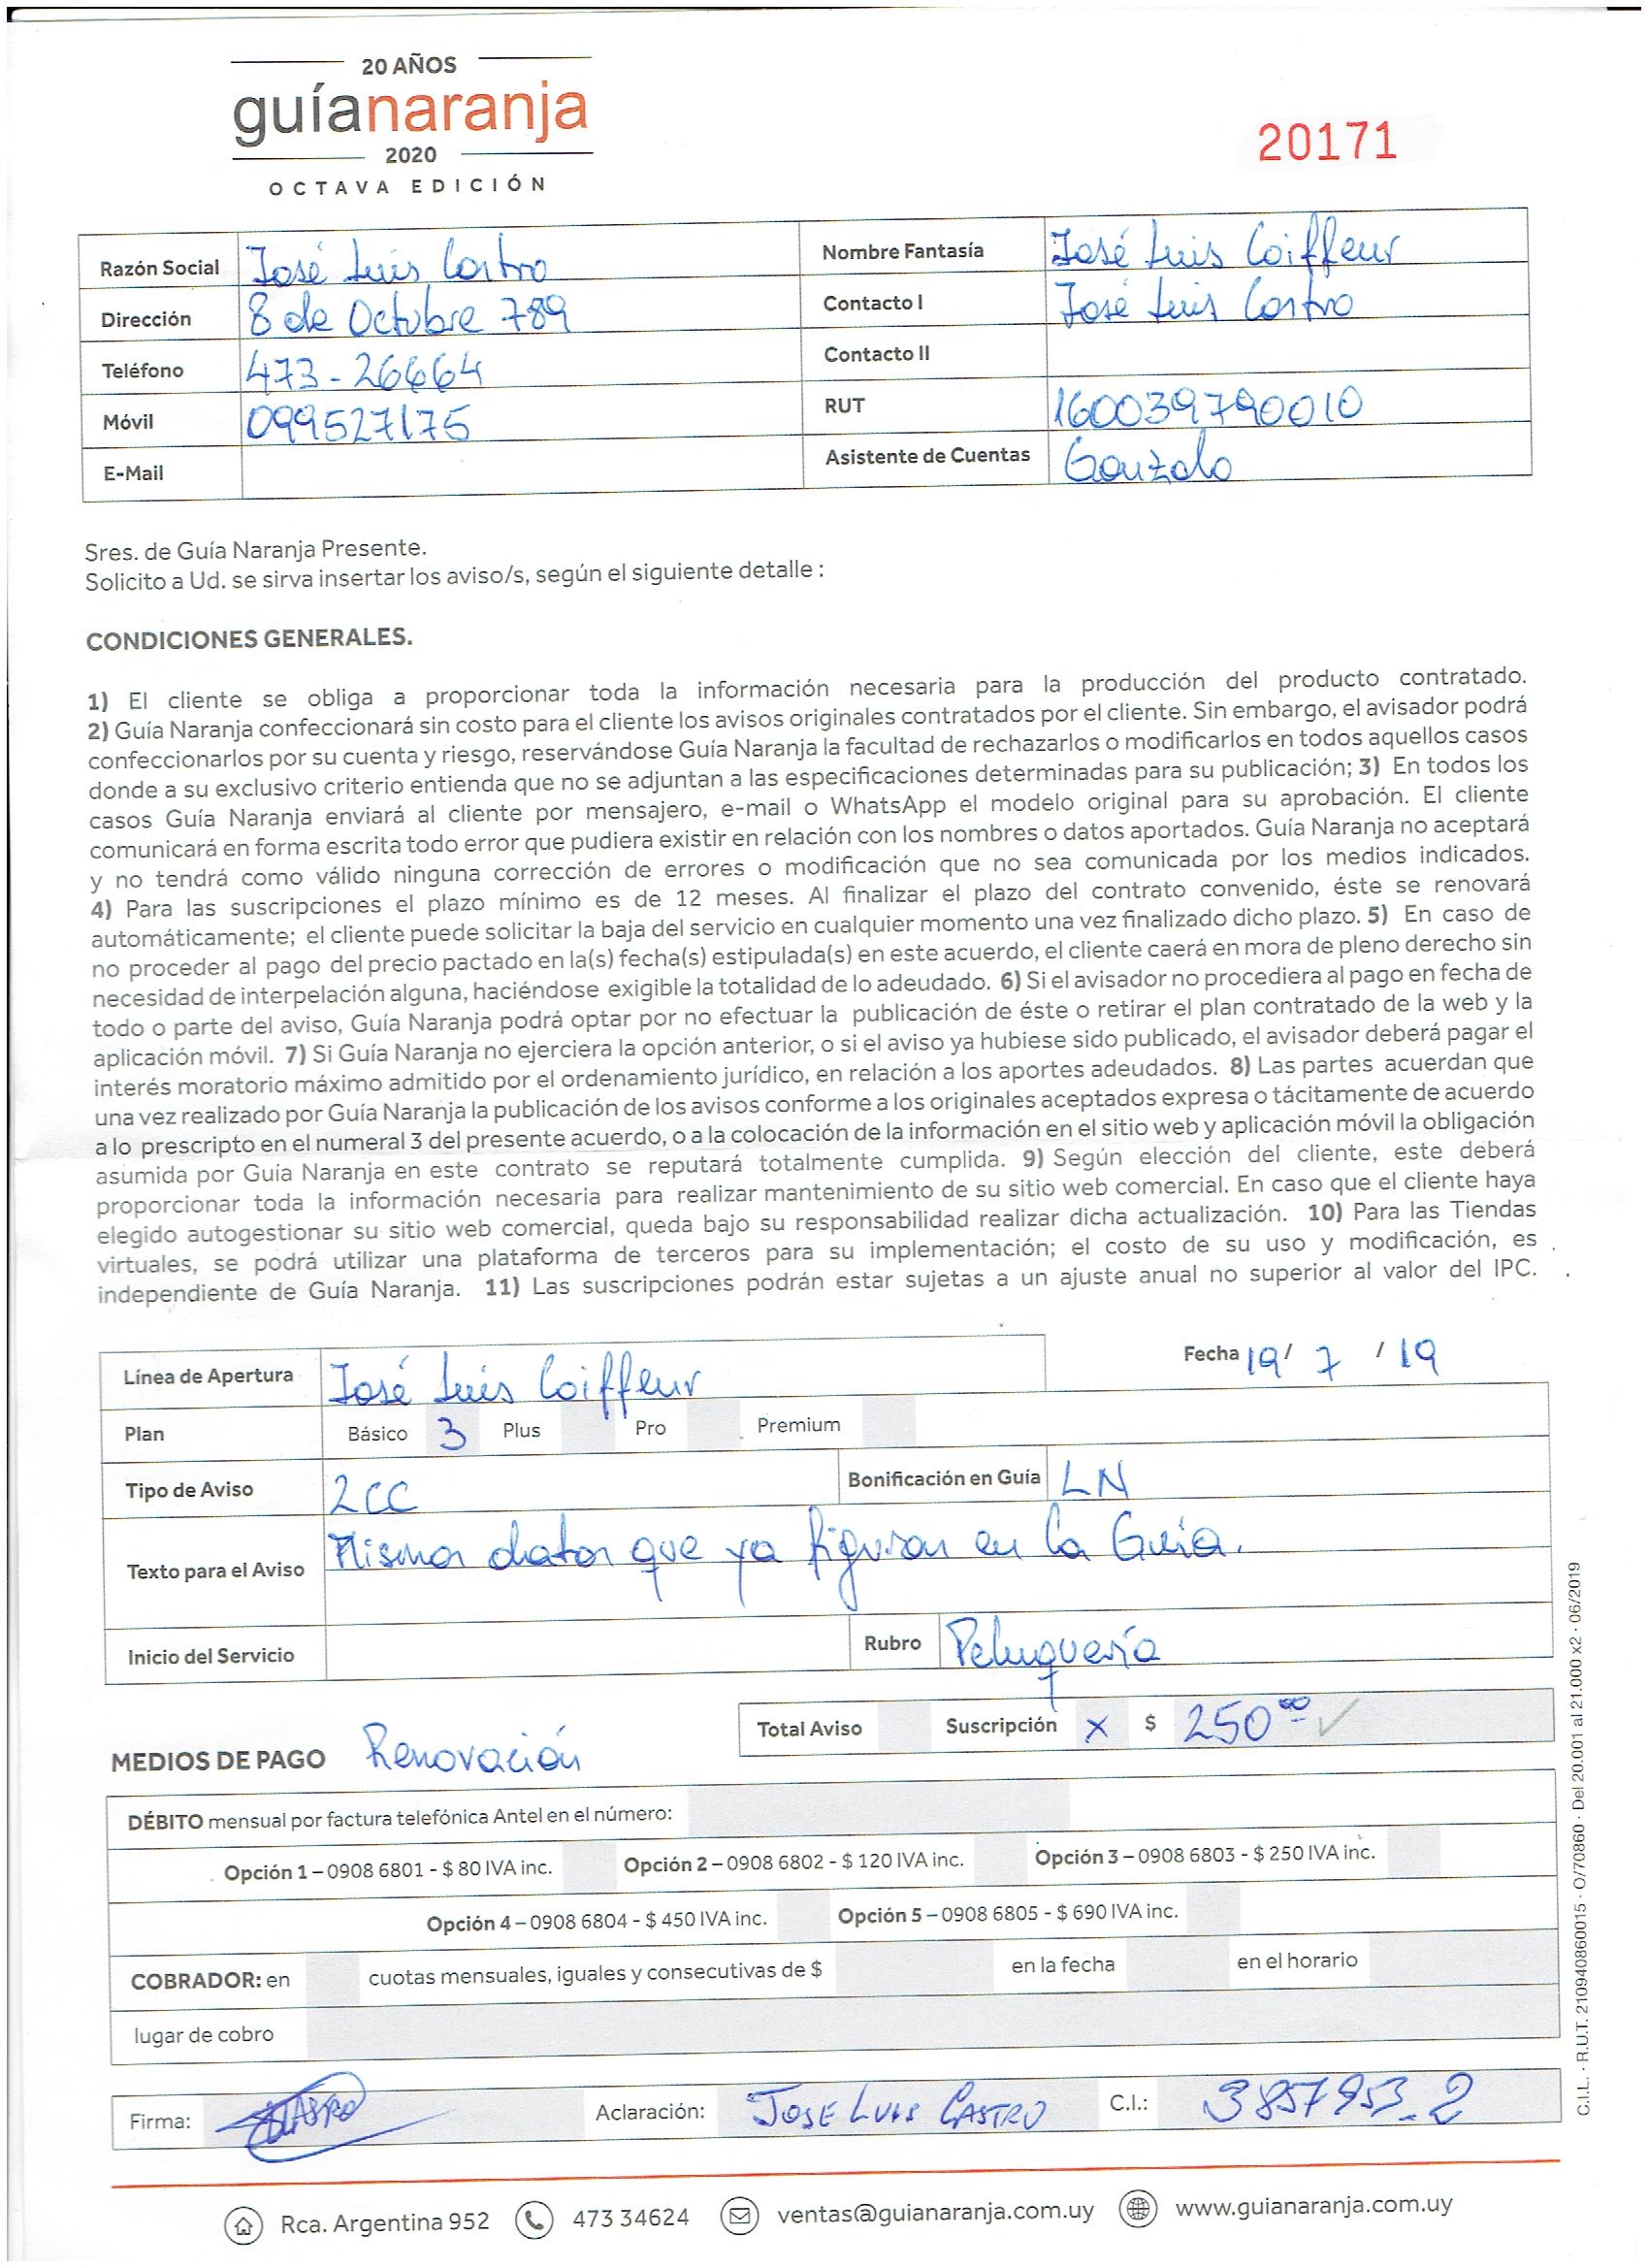 20 AÑOS
guíanaranja
2020
OCTAVA EDICIÓN
20171
Razón Social José Luis Castro Nombre Fantasía José Luis Coiffeur
Dirección 8 de Octubre 789 Contacto I José Luis Castro
Teléfono 473-26664 Contacto II
Móvil 099527175 RUT 160039790010
E-Mail Asistente de Cuentas Gonzalo
Sres. de Guía Naranja Presente.
Solicito a Ud. se sirva insertar los aviso/s, según el siguiente detalle :
CONDICIONES GENERALES.
1) El cliente se obliga a proporcionar toda la información necesaria para la producción del producto contratado.
2) Guía Naranja confeccionará sin costo para el cliente los avisos originales contratados por el cliente. Sin embargo, el avisador podrá
confeccionarlos por su cuenta y riesgo, reservándose Guía Naranja la facultad de rechazarlos o modificarlos en todos aquellos casos
donde a su exclusivo criterio entienda que no se adjuntan a las especificaciones determinadas para su publicación; 3) En todos los
casos Guía Naranja enviará al cliente por mensajero, e-mail o WhatsApp el modelo original para su aprobación. El cliente
comunicará en forma escrita todo error que pudiera existir en relación con los nombres o datos aportados. Guía Naranja no aceptará
y no tendrá como válido ninguna corrección de errores o modificación que no sea comunicada por los medios indicados.
4) Para las suscripciones el plazo mínimo es de 12 meses. Al finalizar el plazo del contrato convenido, éste se renovará
automáticamente; el cliente puede solicitar la baja del servicio en cualquier momento una vez finalizado dicho plazo. 5) En caso de
no proceder al pago del precio pactado en la(s) fecha(s) estipulada(s) en este acuerdo, el cliente caerá en mora de pleno derecho sin
necesidad de interpelación alguna, haciéndose exigible la totalidad de lo adeudado. 6) Si el avisador no procediera al pago en fecha de
todo o parte del aviso, Guía Naranja podrá optar por no efectuar la publicación de éste o retirar el plan contratado de la web y la
aplicación móvil. 7) Si Guía Naranja no ejerciera la opción anterior, o si el aviso ya hubiese sido publicado, el avisador deberá pagar el
interés moratorio máximo admitido por el ordenamiento jurídico, en relación a los aportes adeudados. 8) Las partes acuerdan que
una vez realizado por Guía Naranja la publicación de los avisos conforme a los originales aceptados expresa o tácitamente de acuerdo
a lo prescripto en el numeral 3 del presente acuerdo, o a la colocación de la información en el sitio web y aplicación móvil la obligación
asumida por Guía Naranja en este contrato se reputará totalmente cumplida. 9) Según elección del cliente, este deberá
proporcionar toda la información necesaria para realizar mantenimiento de su sitio web comercial. En caso que el cliente haya
elegido autogestionar su sitio web comercial, queda bajo su responsabilidad realizar dicha actualización. 10) Para las Tiendas
virtuales, se podrá utilizar una plataforma de terceros para su implementación; el costo de su uso y modificación, es
independiente de Guía Naranja. 11) Las suscripciones podrán estar sujetas a un ajuste anual no superior al valor del IPC.
Fecha 19/ 7 / 19
Línea de Apertura José Luis Coiffeur
Plan Básico 3 Plus Pro Premium
Tipo de Aviso 2CC Bonificación en Guía LN
Texto para el Aviso Mismos datos que ya figuran en la Guía.
Inicio del Servicio Rubro Peluquería
Total Aviso Suscripción x $ 250 00 ✓
MEDIOS DE PAGO Renovación
DÉBITO mensual por factura telefónica Antel en el número:
Opción 1 – 0908 6801 - $ 80 IVA inc. Opción 2 – 0908 6802 - $ 120 IVA inc. Opción 3 – 0908 6803 - $ 250 IVA inc.
Opción 4 – 0908 6804 - $ 450 IVA inc. Opción 5 – 0908 6805 - $ 690 IVA inc.
COBRADOR: en cuotas mensuales, iguales y consecutivas de $ en la fecha en el horario
lugar de cobro
Firma: Castro Aclaración: JOSE LUIS CASTRO C.I.: 3857953-2
Rca. Argentina 952 473 34624 ventas@guianaranja.com.uy www.guianaranja.com.uy
C.I.L. · R.U.T. 210940860015 · O/70860 · Del 20.001 al 21.000 x2 · 06/2019